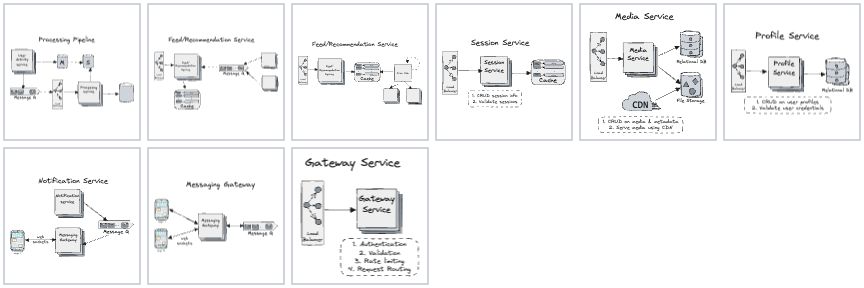 Processing Pipeline
User
Activity
Service
M
S
Message Q
Processing
Service
Feed/Recommendation Service
Message Q
Cache
Feed/Recommendation Service
Cache
Session Service
Load
Balancer
Session
Service
Cache
1. CRUD session info
2. Validate sessions
Media Service
Load
Balancer
Media
Service
Relational DB
CDN
File Storage
1. CRUD on media & metadata
2. Serve media using CDN
Profile Service
Load
Balancer
Profile
Service
Relational DB
1. CRUD on user profiles
2. Validate user credentials
Notification Service
Notification
Service
Message Q
web
sockets
Messaging
Gateway
Messaging Gateway
Messaging
Gateway
Message Q
web
sockets
Gateway Service
Load
Balancer
Gateway
Service
1. Authentication
2. Validation
3. Rate limiting
4. Request Routing